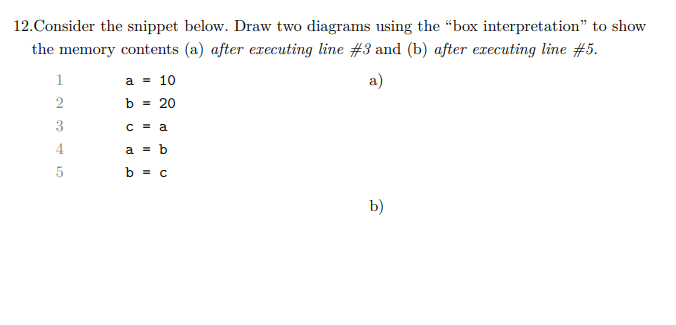 12.Consider the snippet below. Draw two diagrams using the “box interpretation” to show
the memory contents (a) after executing line #3 and (b) after executing line #5.
1 a = 10 a)
2 b = 20
3 c = a
4 a = b
5 b = c
b)